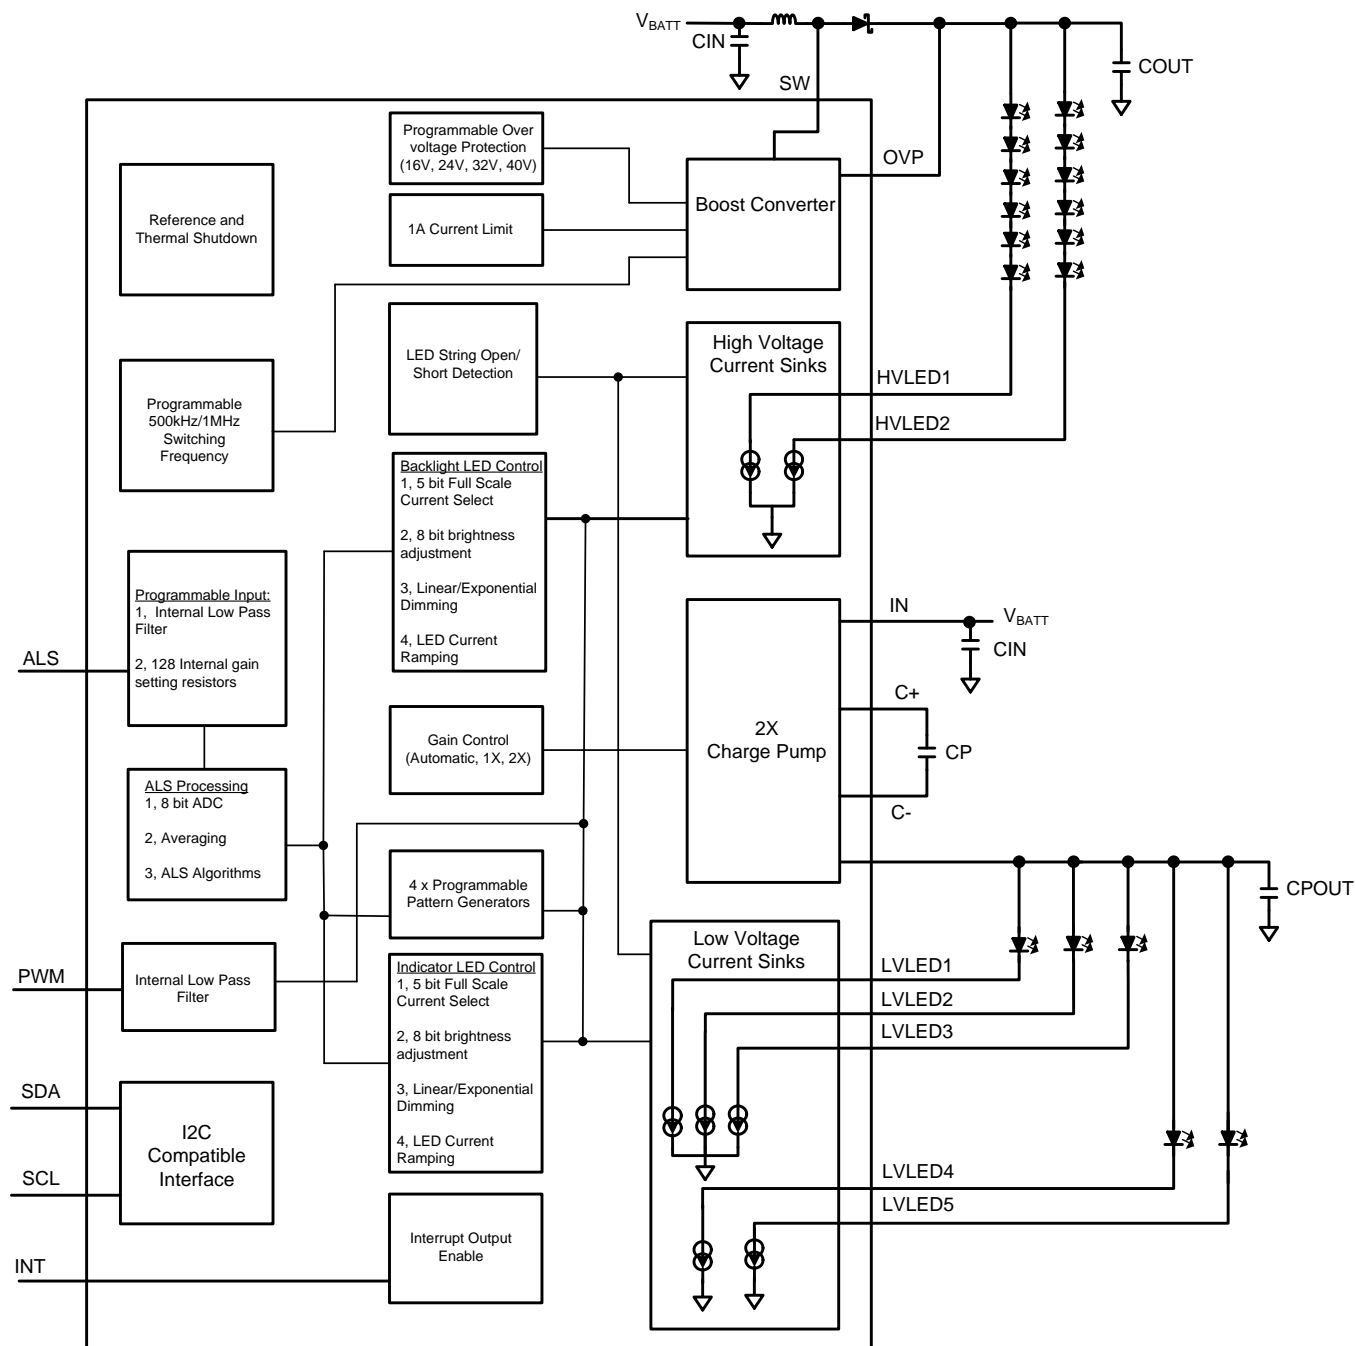 VBATT
CIN
COUT
SW
Programmable Over
voltage Protection
(16V, 24V, 32V, 40V)
OVP
Boost Converter
Reference and
Thermal Shutdown
1A Current Limit
LED String Open/
Short Detection
High Voltage
Current Sinks
HVLED1
HVLED2
Programmable
500kHz/1MHz
Switching
Frequency
Backlight LED Control
1, 5 bit Full Scale
Current Select
2, 8 bit brightness
adjustment
3, Linear/Exponential
Dimming
4, LED Current
Ramping
Programmable Input:
1, Internal Low Pass
Filter
2, 128 Internal gain
setting resistors
ALS
IN
VBATT
CIN
C+
2X
Charge Pump
CP
C-
Gain Control
(Automatic, 1X, 2X)
ALS Processing
1, 8 bit ADC
2, Averaging
3, ALS Algorithms
4 x Programmable
Pattern Generators
CPOUT
Low Voltage
Current Sinks
LVLED1
LVLED2
LVLED3
PWM
Internal Low Pass
Filter
Indicator LED Control
1, 5 bit Full Scale
Current Select
2, 8 bit brightness
adjustment
3, Linear/Exponential
Dimming
4, LED Current
Ramping
SDA
SCL
I2C
Compatible
Interface
LVLED4
LVLED5
Interrupt Output
Enable
INT